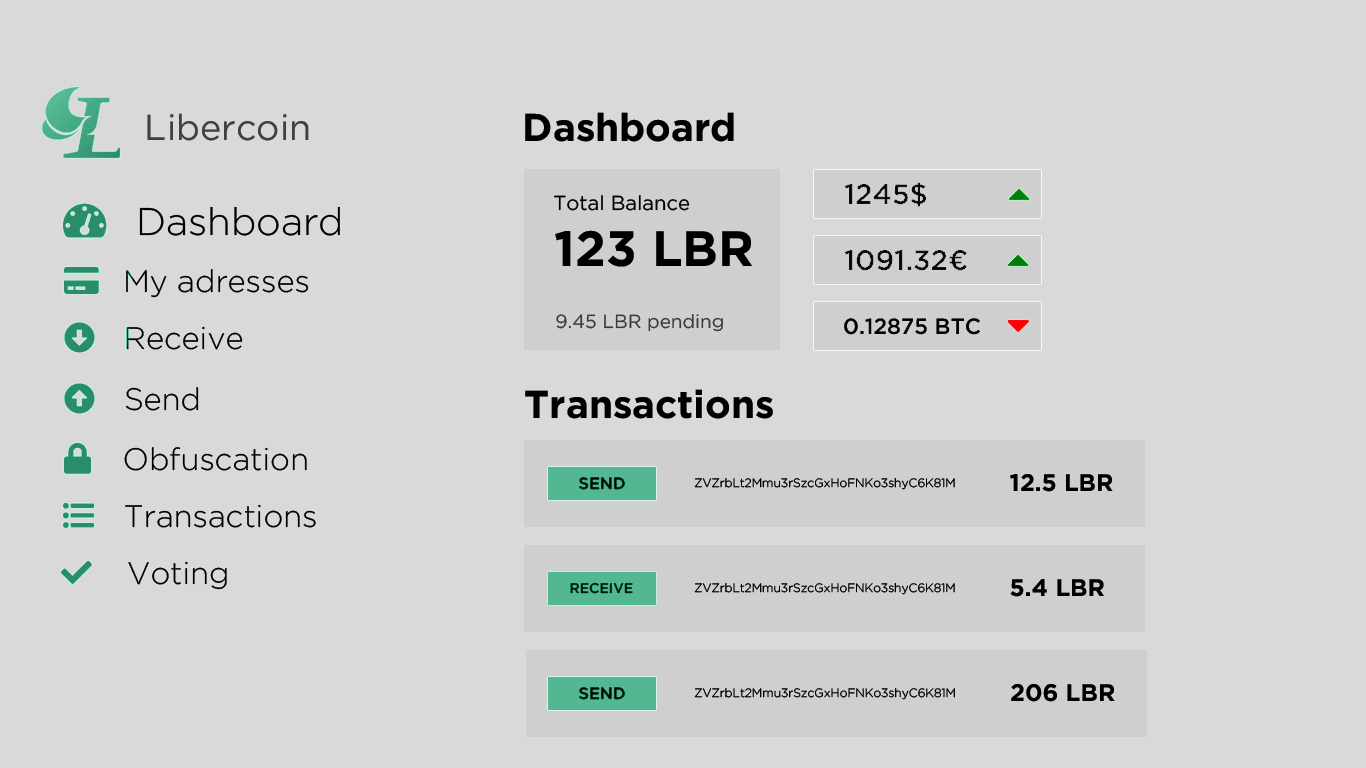 Libercoin
Dashboard
My adresses
Receive
Send
Obfuscation
Transactions
Voting
Dashboard
Total Balance
123 LBR
9.45 LBR pending
1245$
1091.32€
0.12875 BTC
Transactions
SEND ZVZrbLt2Mmu3rSzcGxHoFNKo3shyC6K81M 12.5 LBR
RECEIVE ZVZrbLt2Mmu3rSzcGxHoFNKo3shyC6K81M 5.4 LBR
SEND ZVZrbLt2Mmu3rSzcGxHoFNKo3shyC6K81M 206 LBR